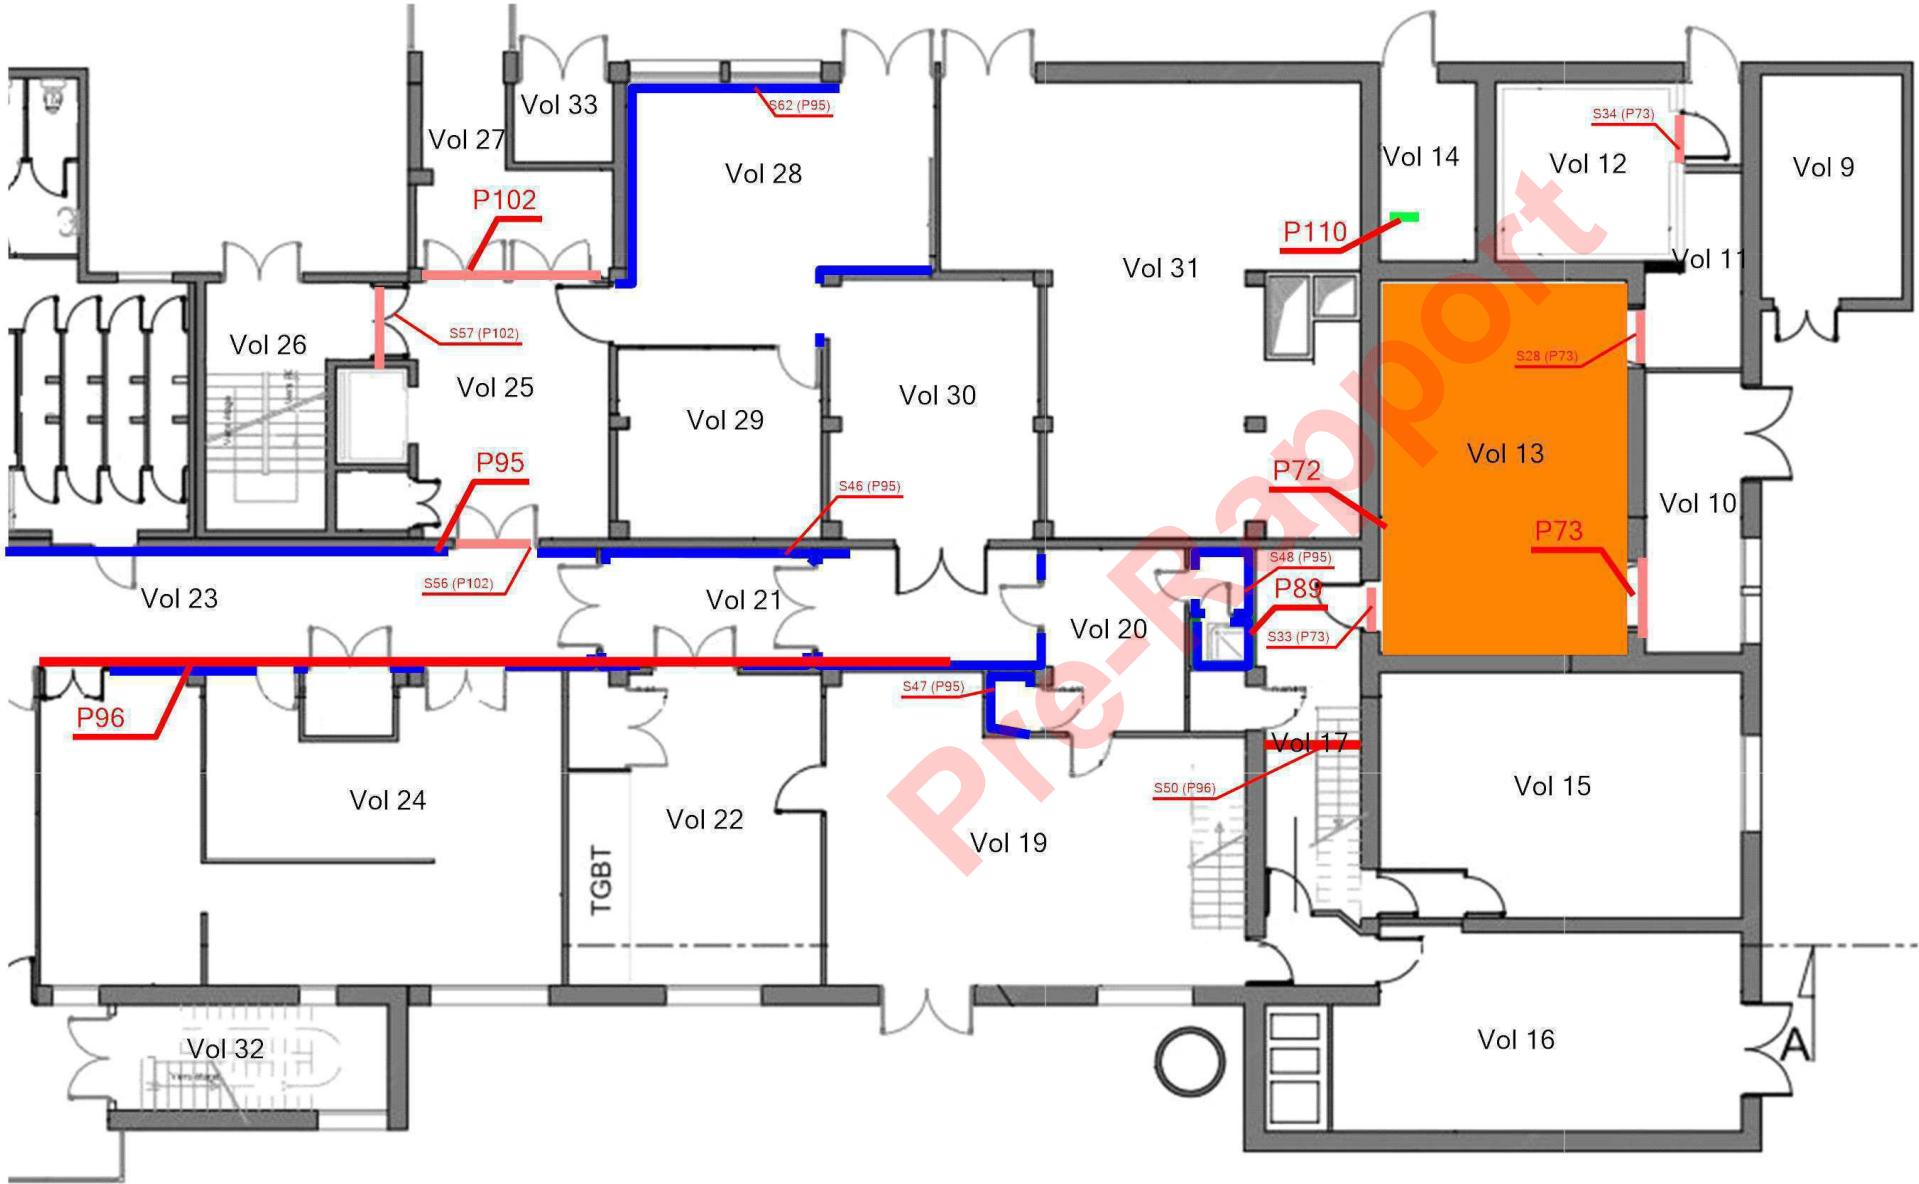 Vol 33
S62 (P95)
Vol 27
S34 (P73)
Vol 28
Vol 14
Vol 12
Vol 9
P102
P110
Vol 31
Vol 11
S57 (P102)
Vol 26
S28 (P73)
Vol 25
Vol 30
Vol 29
Vol 13
P95
P72
S46 (P95)
Vol 10
P73
S56 (P102)
S48 (P95)
P89
Vol 23
Vol 21
Vol 20
S33 (P73)
S47 (P95)
P96
Vol 17
S50 (P96)
Vol 24
Vol 22
Vol 19
Vol 15
TGBT
Vol 32
Vol 16
A
Pre-Rapport